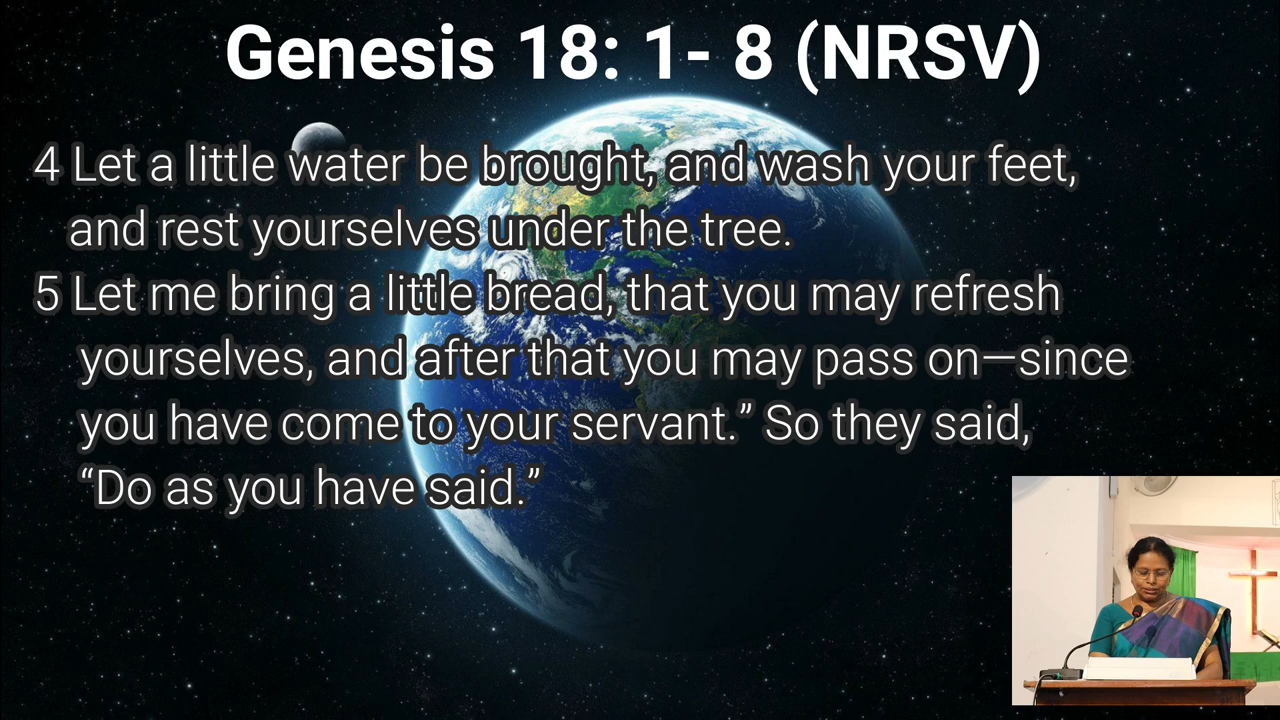 Genesis 18: 1- 8 (NRSV)
4 Let a little water be brought, and wash your feet,
and rest yourselves under the tree.
5 Let me bring a little bread, that you may refresh
yourselves, and after that you may pass on—since
you have come to your servant.” So they said,
“Do as you have said.”